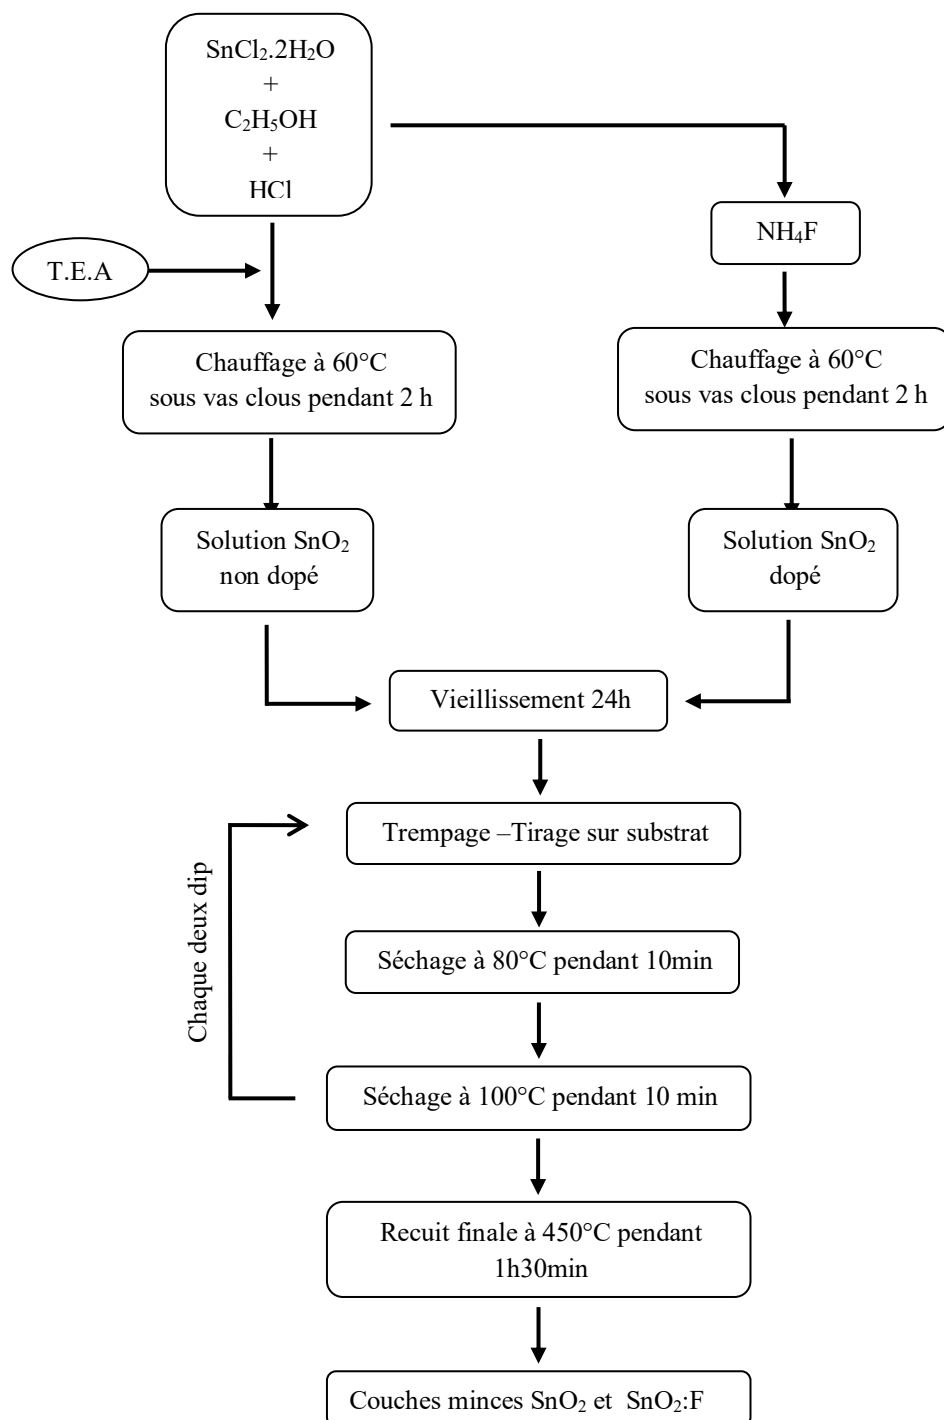 SnCl₂.2H₂O
+
C₂H₅OH
+
HCl
NH₄F
T.E.A
Chauffage à 60°C
sous vas clous pendant 2 h
Chauffage à 60°C
sous vas clous pendant 2 h
Solution SnO₂
non dopé
Solution SnO₂
dopé
Vieillissement 24h
Trempage –Tirage sur substrat
Chaque deux dip
Séchage à 80°C pendant 10min
Séchage à 100°C pendant 10 min
Recuit finale à 450°C pendant
1h30min
Couches minces SnO₂ et SnO₂:F